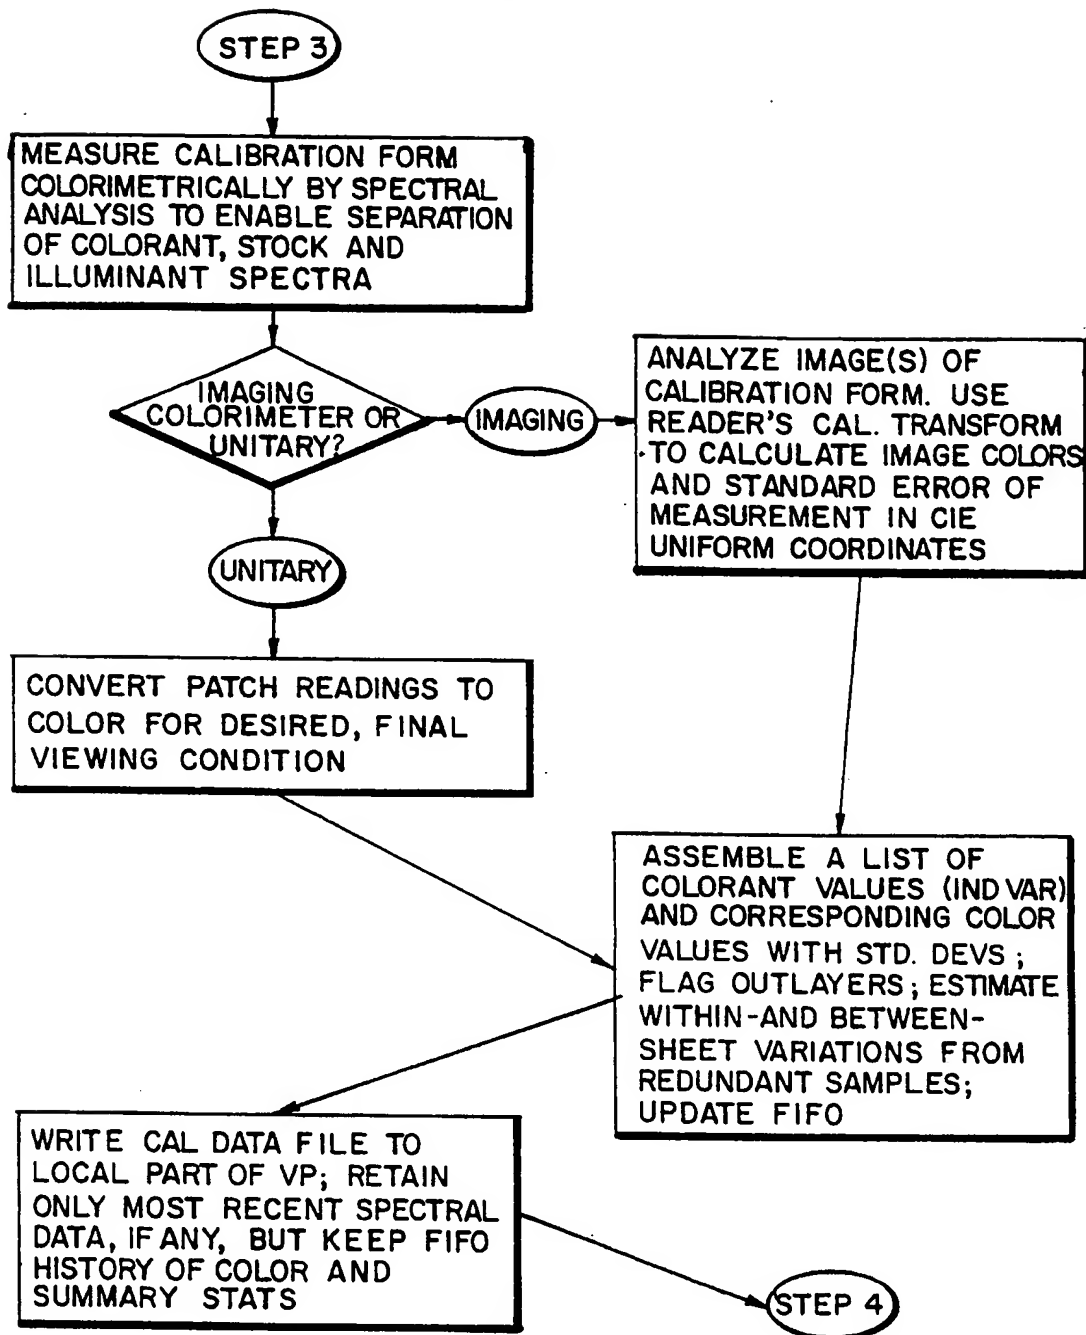 STEP 3
MEASURE CALIBRATION FORM
COLORIMETRICALLY BY SPECTRAL
ANALYSIS TO ENABLE SEPARATION
OF COLORANT, STOCK AND
ILLUMINANT SPECTRA
IMAGING
COLORIMETER OR
UNITARY?
IMAGING
ANALYZE IMAGE(S) OF
CALIBRATION FORM. USE
READER'S CAL. TRANSFORM
TO CALCULATE IMAGE COLORS
AND STANDARD ERROR OF
MEASUREMENT IN CIE
UNIFORM COORDINATES
UNITARY
CONVERT PATCH READINGS TO
COLOR FOR DESIRED, FINAL
VIEWING CONDITION
ASSEMBLE A LIST OF
COLORANT VALUES (IND VAR)
AND CORRESPONDING COLOR
VALUES WITH STD. DEVS;
FLAG OUTLAYERS; ESTIMATE
WITHIN-AND BETWEEN-
SHEET VARIATIONS FROM
REDUNDANT SAMPLES;
UPDATE FIFO
WRITE CAL DATA FILE TO
LOCAL PART OF VP; RETAIN
ONLY MOST RECENT SPECTRAL
DATA, IF ANY, BUT KEEP FIFO
HISTORY OF COLOR AND
SUMMARY STATS
STEP 4